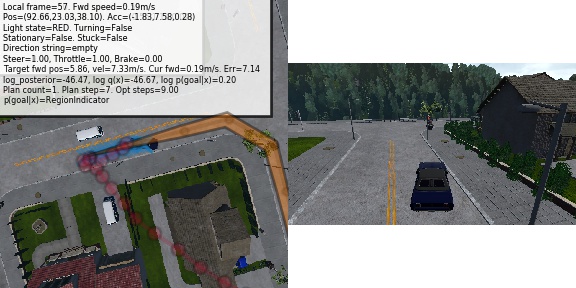 Local frame=57. Fwd speed=0.19m/s
Pos=(92.66,23.03,38.10). Acc=(-1.83,7.58,0.28)
Light state=RED. Turning=False
Stationary=False. Stuck=False
Direction string=empty
Steer=1.00, Throttle=1.00, Brake=0.00
Target fwd pos=5.86, vel=7.33m/s. Cur fwd=0.19m/s. Err=7.14
log_posterior=-46.47, log q(x)=-46.67, log p(goal|x)=0.20
Plan count=1. Plan step=7. Opt steps=9.00
p(goal|x)=RegionIndicator